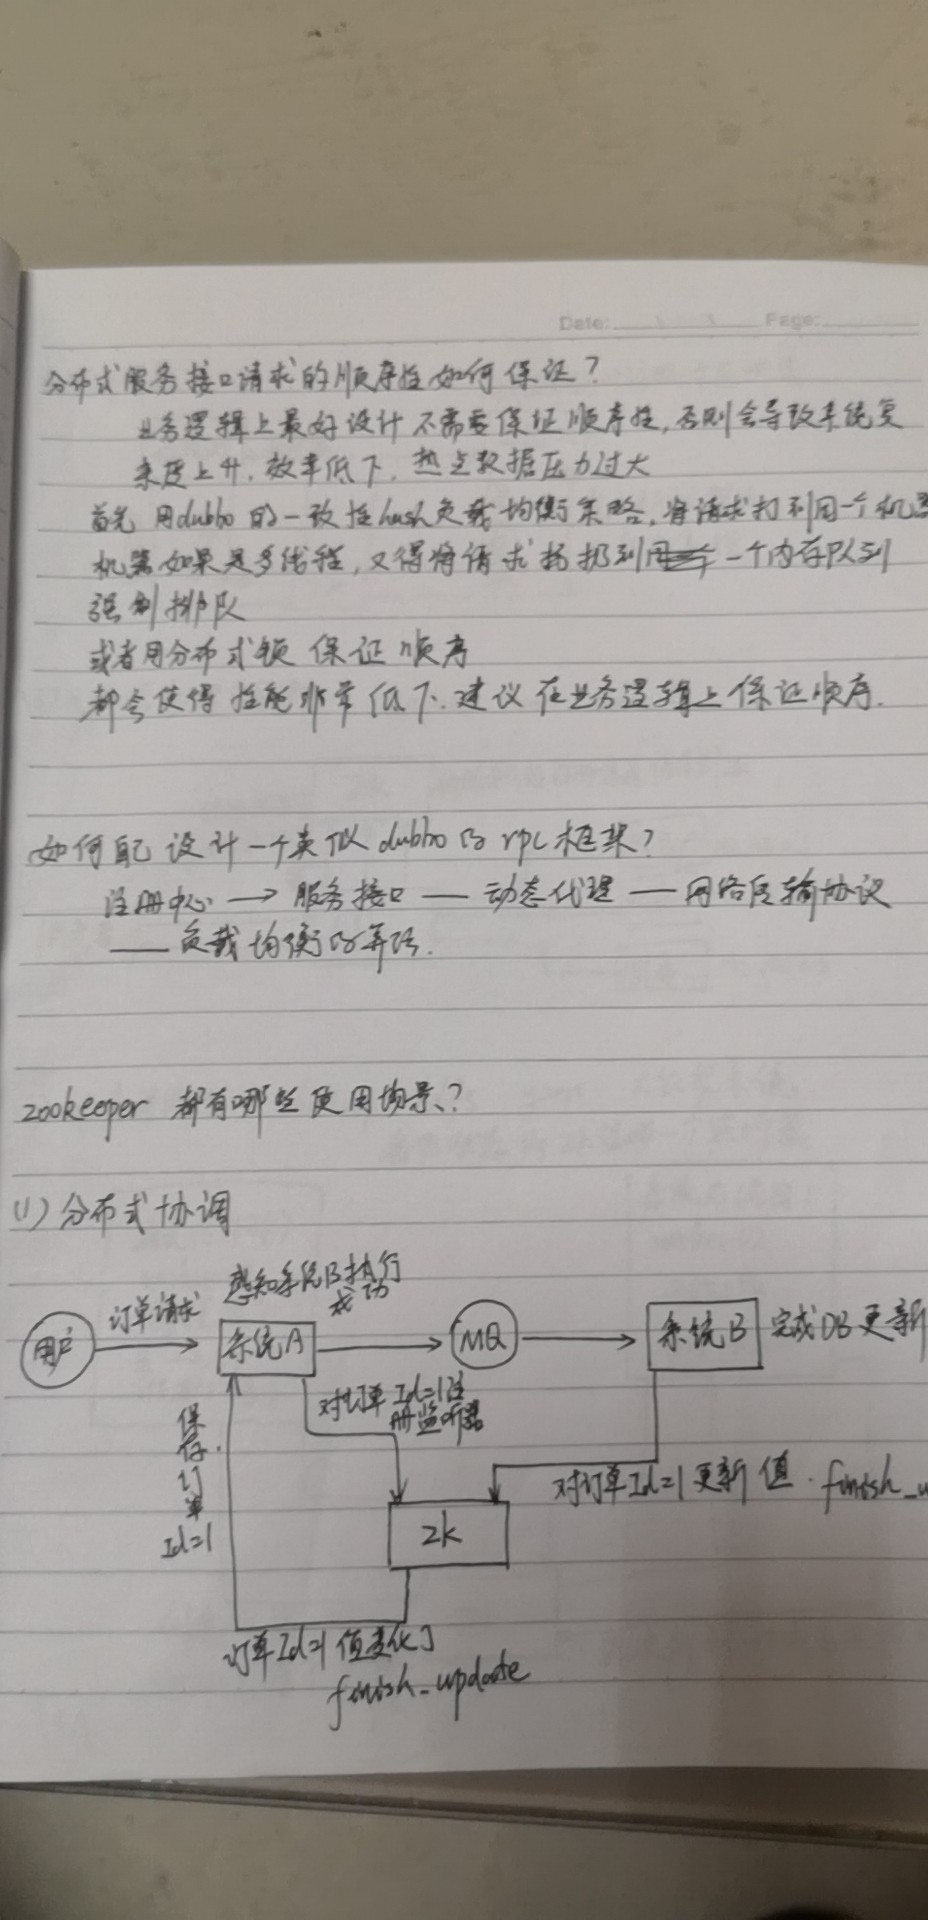 Date: Page:
分布式服务接口请求的顺序性如何保证?
业务逻辑上最好设计不需要保证顺序性,否则会导致系统复
杂度上升,效率低下,热点数据压力过大
首先用dubbo的一致性hash负载均衡策略,将请求打到同一个机器
机器如果是多线程,又得将请求扔到一个内存队列
强制排队
或者用分布式锁保证顺序
都会使得性能非常低下.建议在业务逻辑上保证顺序.
如何自己设计一个类似dubbo的rpc框架?
注册中心 → 服务接口 — 动态代理 — 网络传输协议
— 负载均衡的算法.
zookeeper 都有哪些使用场景?
(1) 分布式协调
感知系统B执行
成功
用户 订单请求 系统A MQ 系统B 完成DB更新
对订单Id=1注
册监听器
保存订单Id=1
对订单Id=1更新值.
zk
订单Id=1值变化了
finish_update